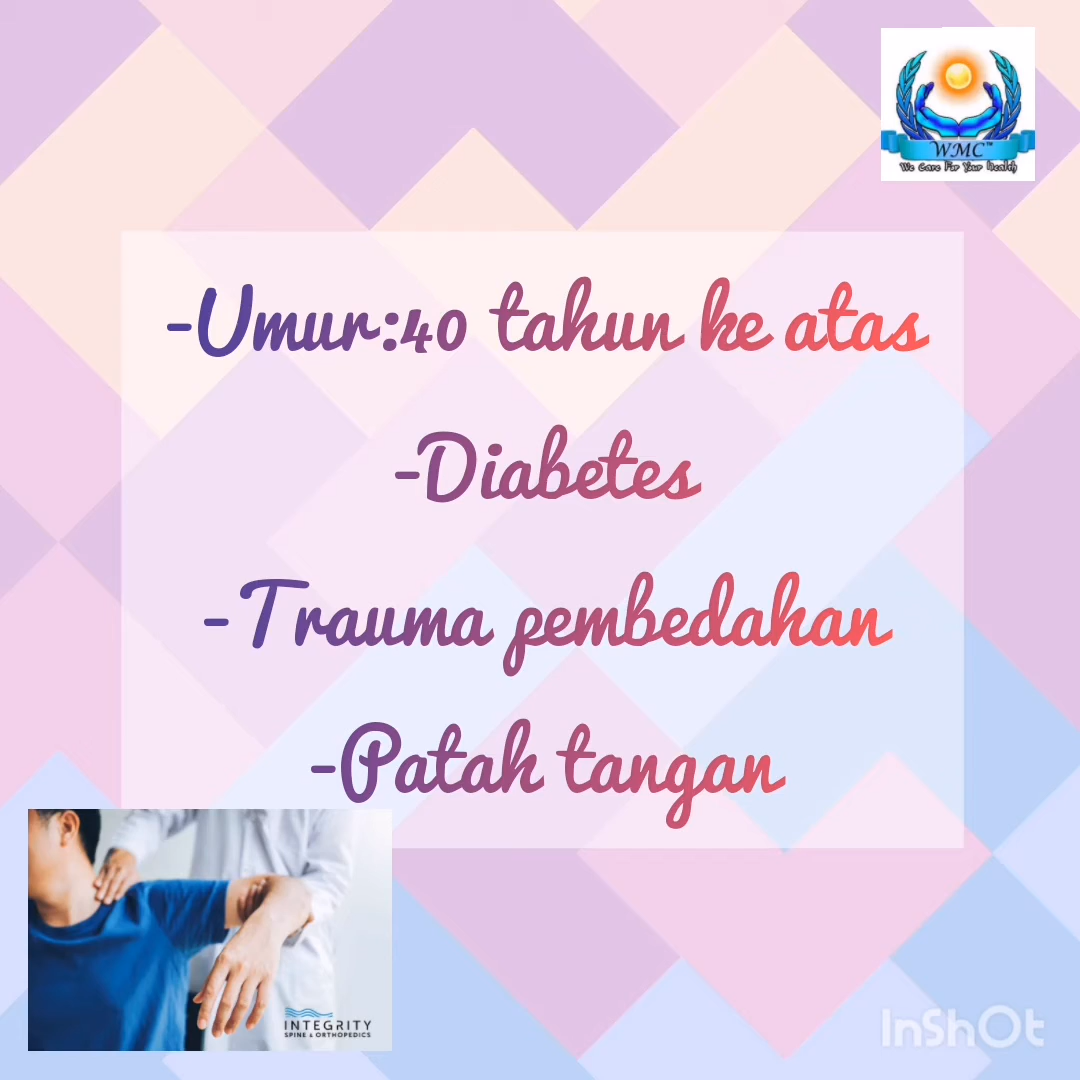 WMC™
We Care For Your Health
-Umur:40 tahun ke atas
-Diabetes
-Trauma pembedahan
-Patah tangan
INTEGRITY
SPINE & ORTHOPEDICS
InShOt